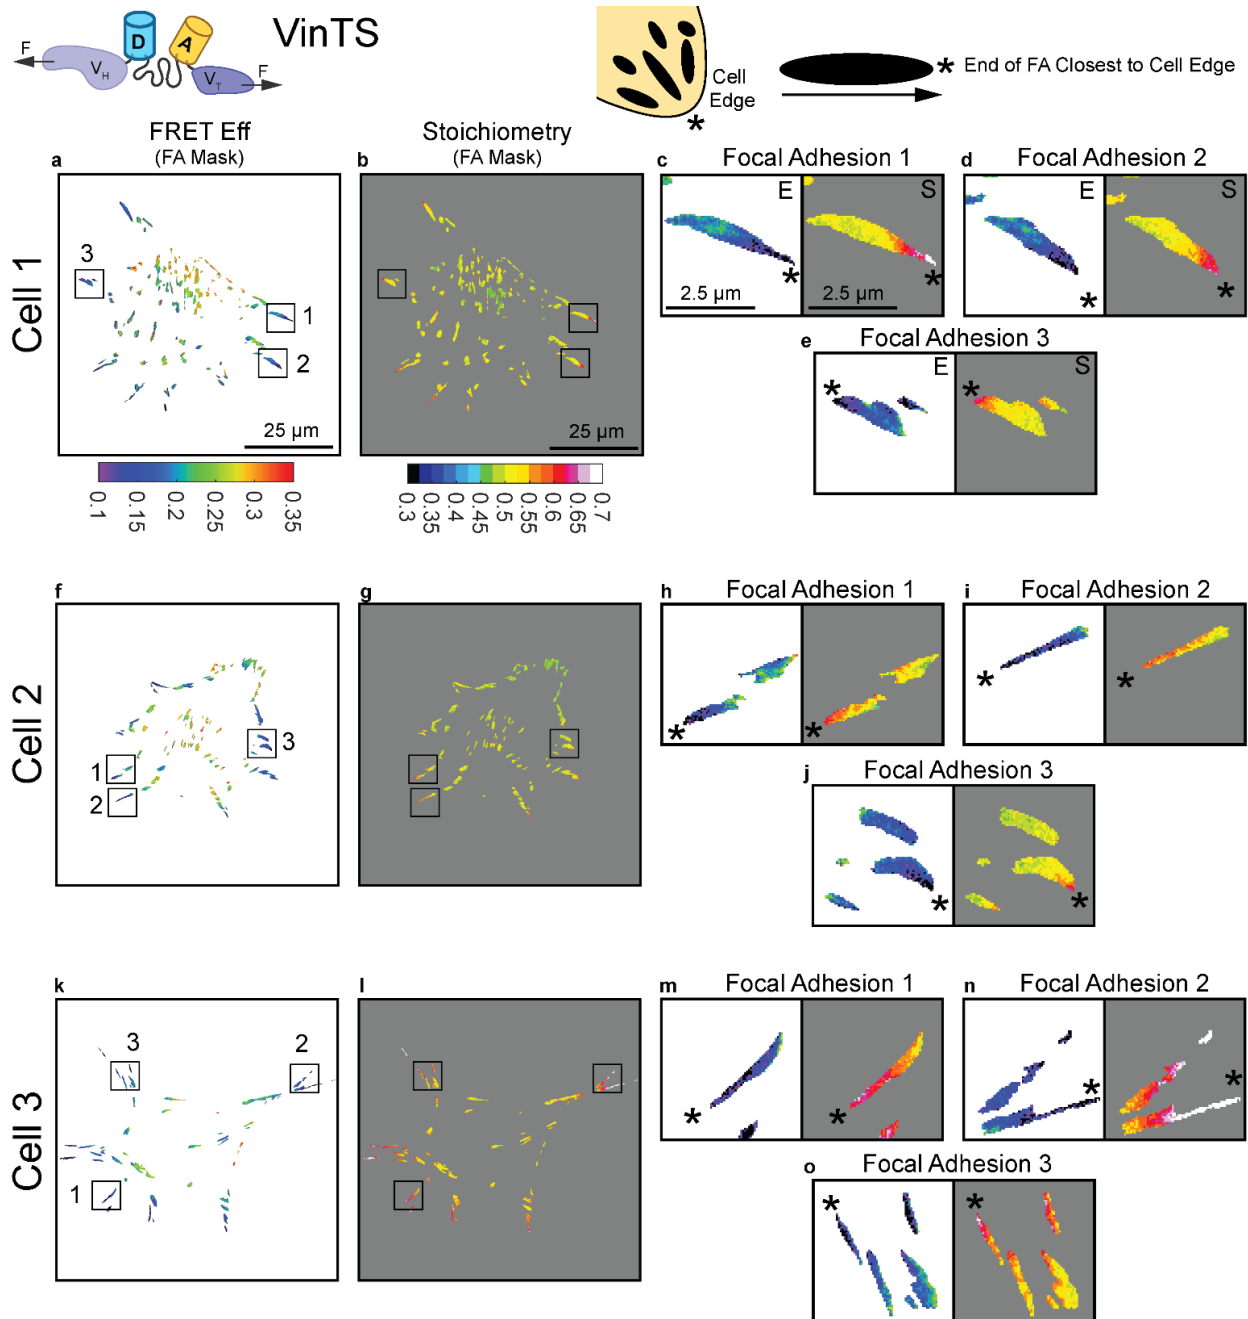 VinTS
F
D
A
V H
V T
F
Cell
Edge
*
* End of FA Closest to Cell Edge
FRET Eff
(FA Mask)
Stoichiometry
(FA Mask)
Cell 1
a
3
1
2
25 µm
0.1
0.15
0.2
0.25
0.3
0.35
b
25 µm
0.3
0.35
0.4
0.45
0.5
0.55
0.6
0.65
0.7
c Focal Adhesion 1
E
S
*
*
2.5 µm
2.5 µm
d Focal Adhesion 2
E
S
*
*
e Focal Adhesion 3
E
S
*
*
Cell 2
f
3
1
2
g
h Focal Adhesion 1
*
*
i Focal Adhesion 2
*
*
j Focal Adhesion 3
*
*
Cell 3
k
3
2
1
l
m Focal Adhesion 1
*
*
n Focal Adhesion 2
*
*
o Focal Adhesion 3
*
*